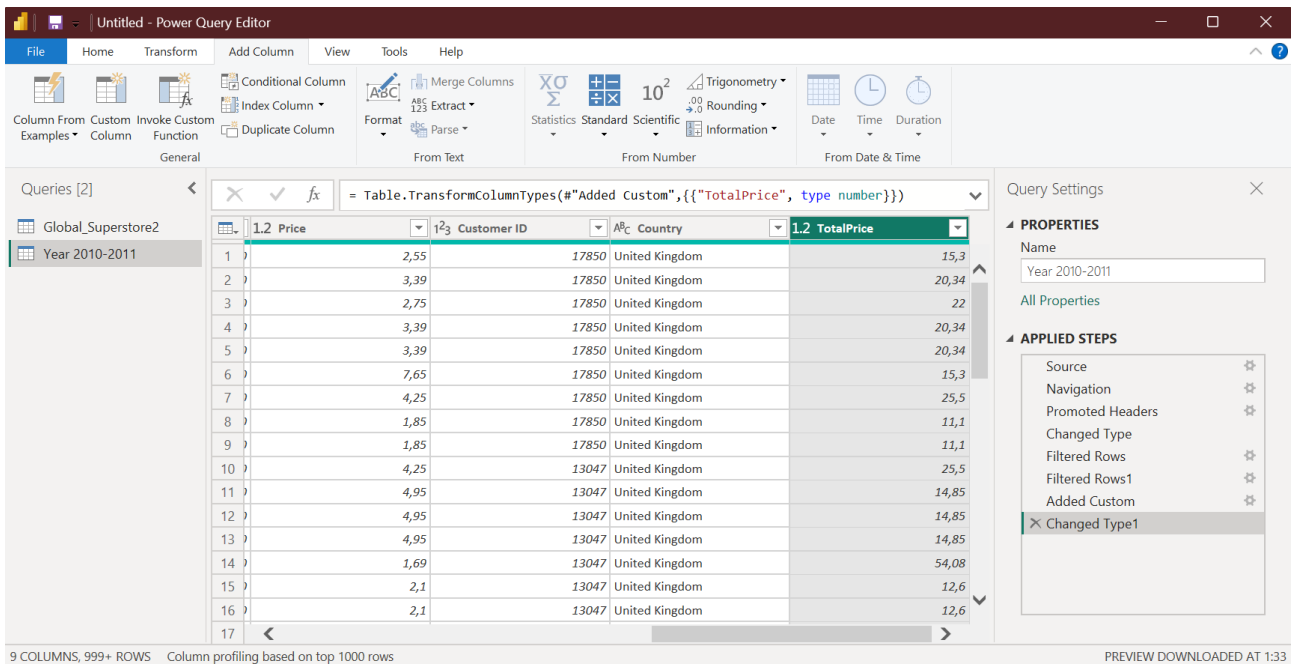 Untitled - Power Query Editor
File Home Transform Add Column View Tools Help
Column From Examples
Custom Column
Invoke Custom Function
Conditional Column
Index Column
Duplicate Column
General
ABC
Format
Merge Columns
ABC 123 Extract
abc Parse
From Text
XΟ Σ
Statistics
Standard
10²
Scientific
Trigonometry
.00 .0 Rounding
Information
From Number
Date
Time
Duration
From Date & Time
Queries [2]
Global_Superstore2
Year 2010-2011
fx = Table.TransformColumnTypes(#"Added Custom",{{"TotalPrice", type number}})
1.2 Price 1²3 Customer ID ABC Country 1.2 TotalPrice
1 2,55 17850 United Kingdom 15,3
2 3,39 17850 United Kingdom 20,34
3 2,75 17850 United Kingdom 22
4 3,39 17850 United Kingdom 20,34
5 3,39 17850 United Kingdom 20,34
6 7,65 17850 United Kingdom 15,3
7 4,25 17850 United Kingdom 25,5
8 1,85 17850 United Kingdom 11,1
9 1,85 17850 United Kingdom 11,1
10 4,25 13047 United Kingdom 25,5
11 4,95 13047 United Kingdom 14,85
12 4,95 13047 United Kingdom 14,85
13 4,95 13047 United Kingdom 14,85
14 1,69 13047 United Kingdom 54,08
15 2,1 13047 United Kingdom 12,6
16 2,1 13047 United Kingdom 12,6
17
Query Settings
PROPERTIES
Name
Year 2010-2011
All Properties
APPLIED STEPS
Source
Navigation
Promoted Headers
Changed Type
Filtered Rows
Filtered Rows1
Added Custom
Changed Type1
9 COLUMNS, 999+ ROWS Column profiling based on top 1000 rows PREVIEW DOWNLOADED AT 1:33